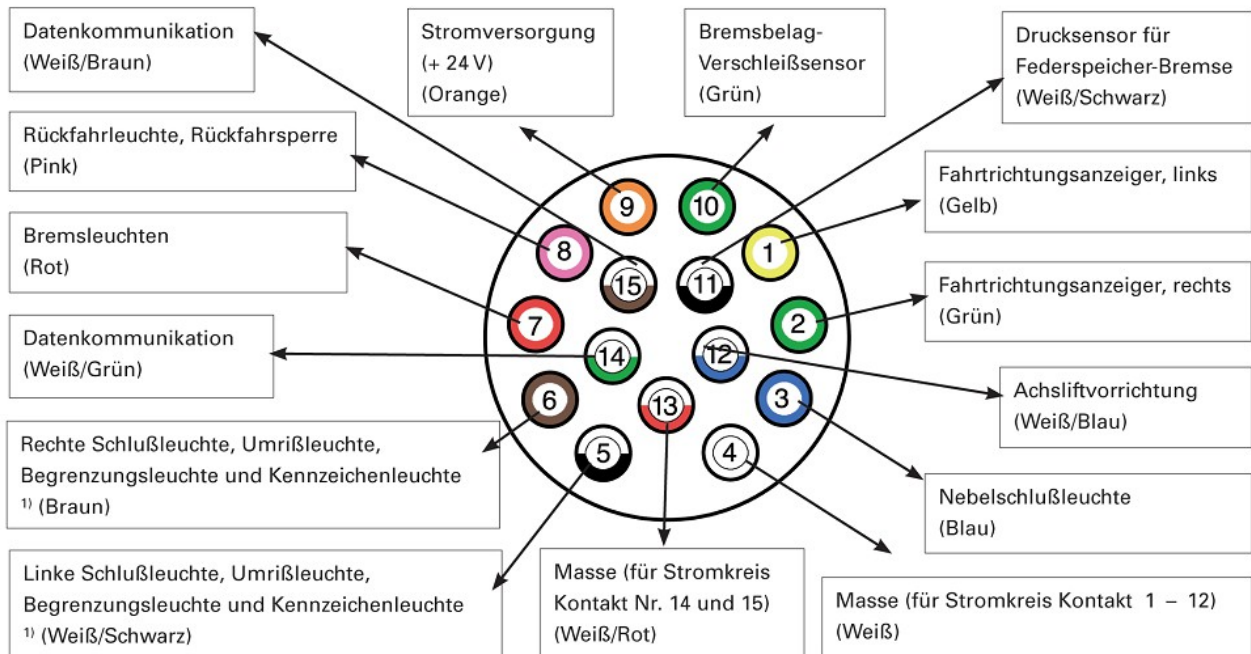 Datenkommunikation
(Weiß/Braun)
Stromversorgung
(+ 24 V)
(Orange)
Bremsbelag-
Verschleißsensor
(Grün)
Drucksensor für
Federspeicher-Bremse
(Weiß/Schwarz)
Rückfahrleuchte, Rückfahrsperre
(Pink)
Fahrtrichtungsanzeiger, links
(Gelb)
Bremsleuchten
(Rot)
Fahrtrichtungsanzeiger, rechts
(Grün)
Datenkommunikation
(Weiß/Grün)
Achsliftvorrichtung
(Weiß/Blau)
Rechte Schlußleuchte, Umrißleuchte,
Begrenzungsleuchte und Kennzeichenleuchte
1) (Braun)
Nebelschlußleuchte
(Blau)
Linke Schlußleuchte, Umrißleuchte,
Begrenzungsleuchte und Kennzeichenleuchte
1) (Weiß/Schwarz)
Masse (für Stromkreis
Kontakt Nr. 14 und 15)
(Weiß/Rot)
Masse (für Stromkreis Kontakt 1 – 12)
(Weiß)
9
10
8
1
15
11
7
2
14
12
6
13
3
5
4